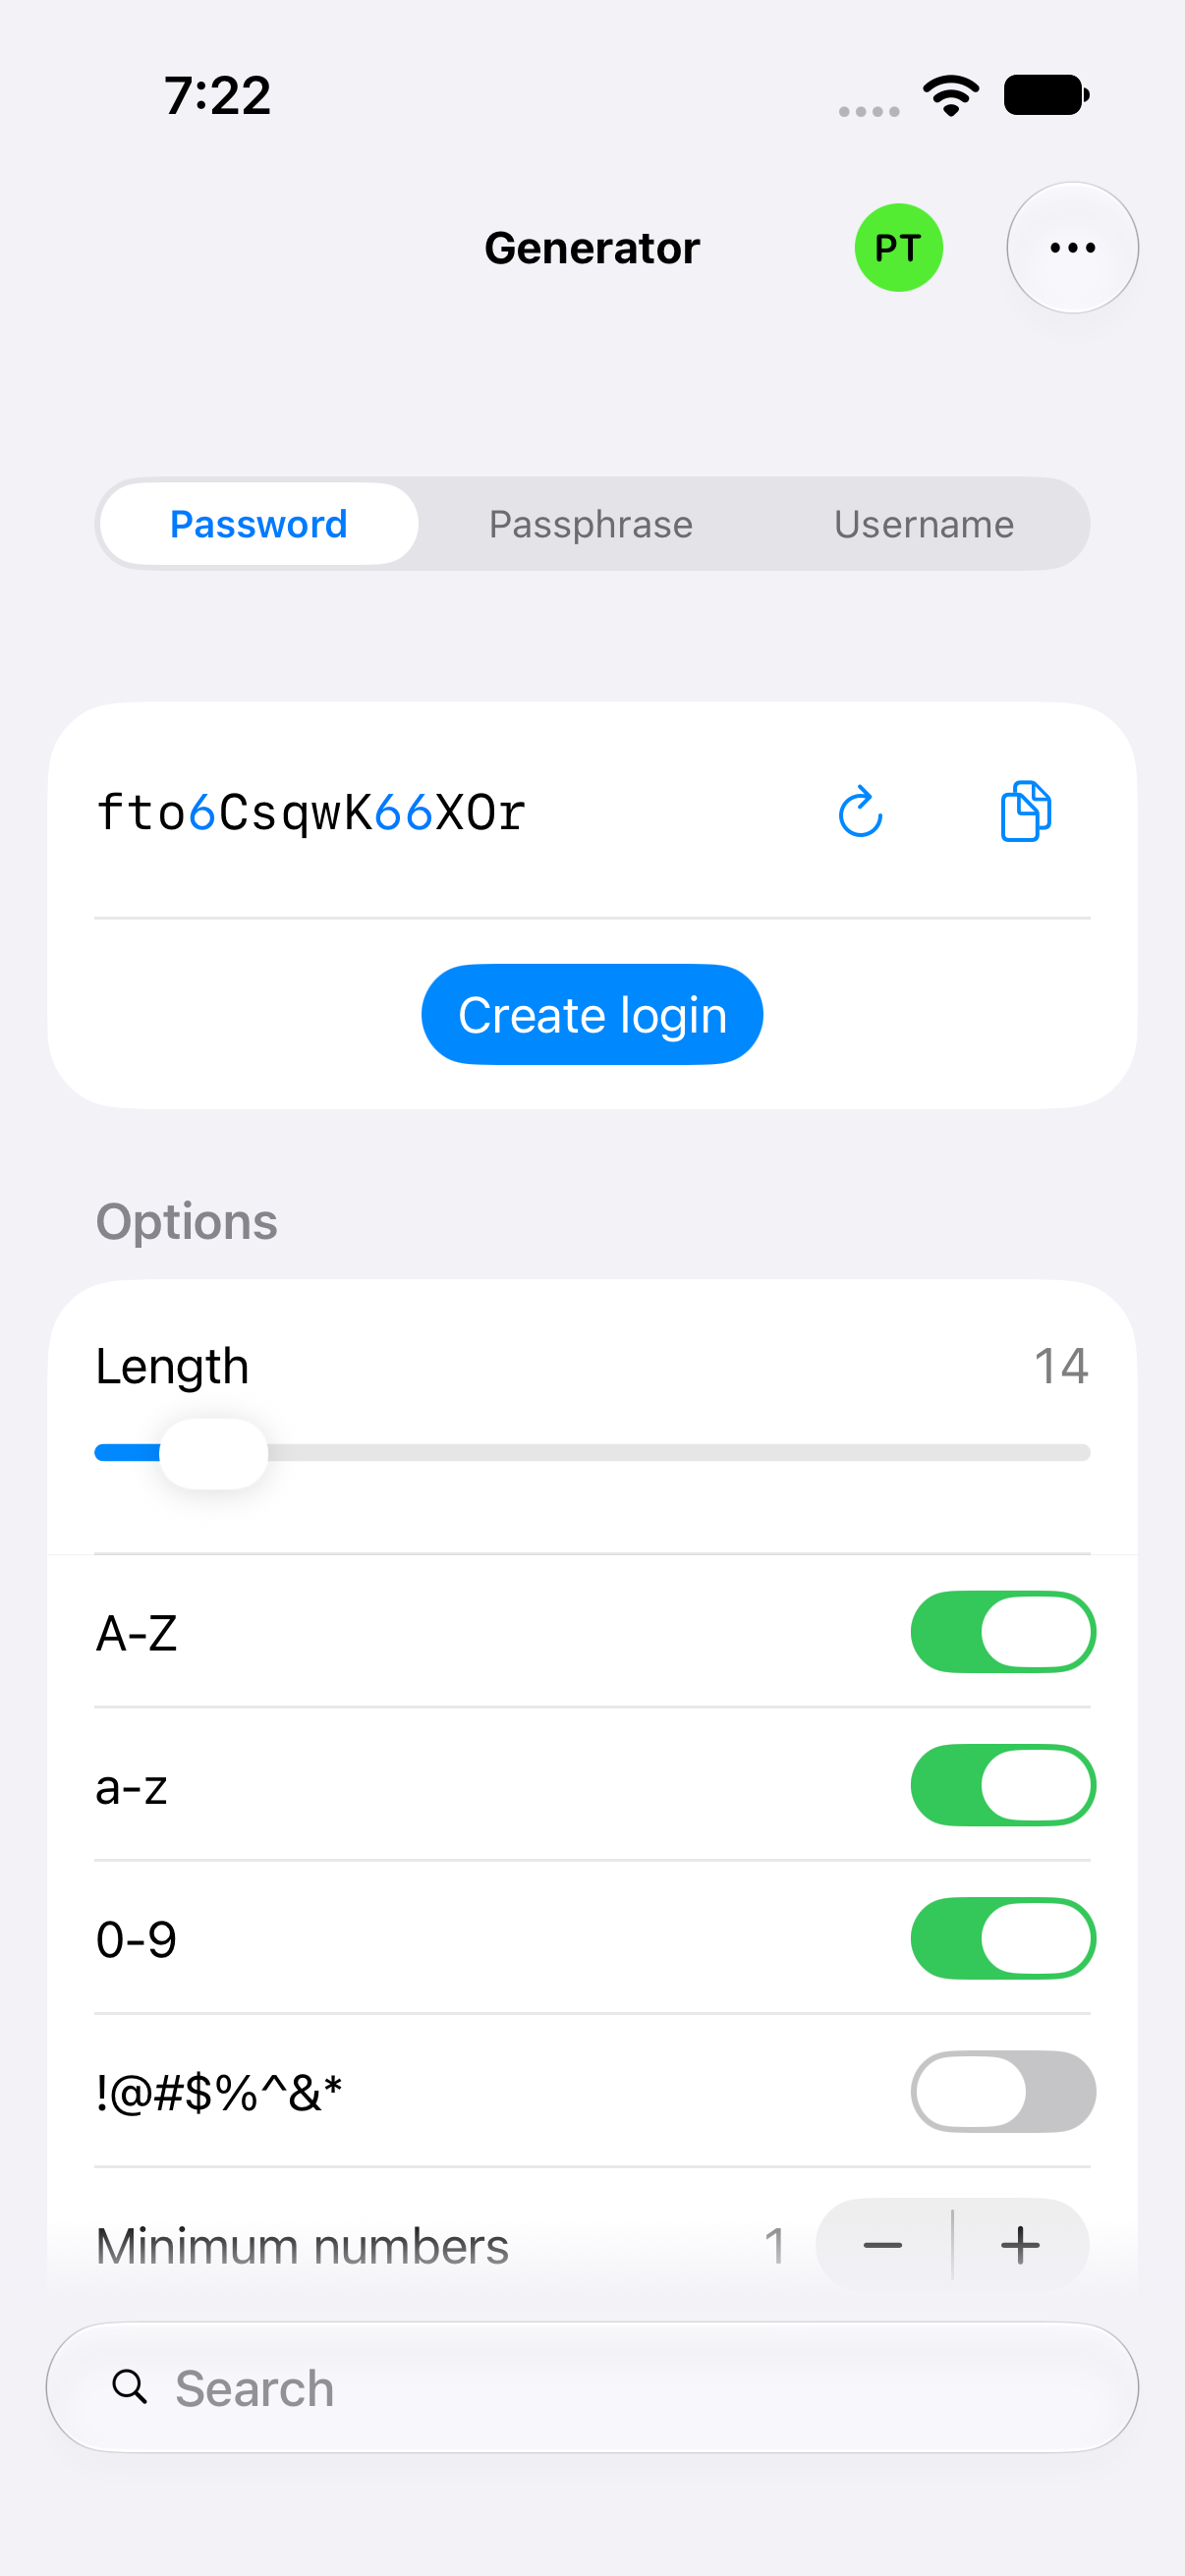 7:22
Generator
PT
Password Passphrase Username
fto6CsqwK66XOr
Create login
Options
Length 14
A-Z
a-z
0-9
!@#$%^&*
Minimum numbers 1
Search